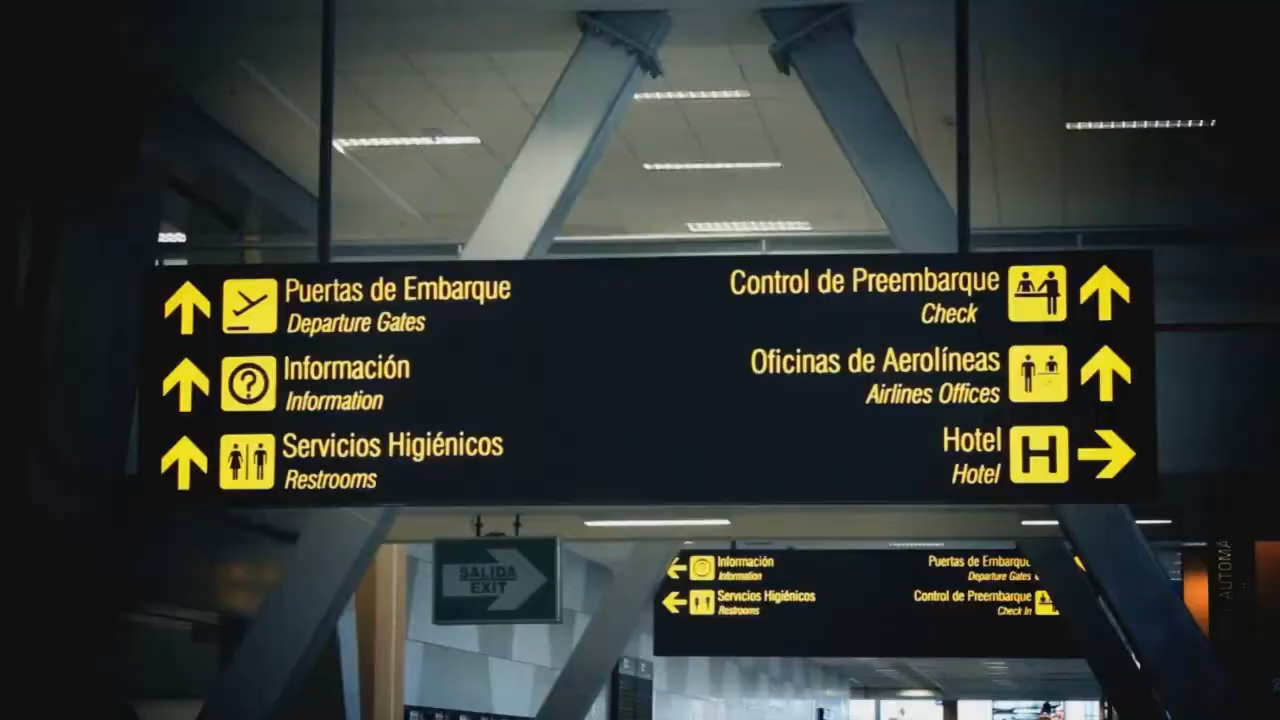 Puertas de Embarque
Departure Gates
Información
Information
Servicios Higiénicos
Restrooms
Control de Preembarque
Check
Oficinas de Aerolíneas
Airlines Offices
Hotel
Hotel
H
SALIDA
EXIT
Información
Information
Servicios Higiénicos
Restrooms
Puertas de Embarque
Departure Gates
Control de Preembarque
Check In
AUTOMA